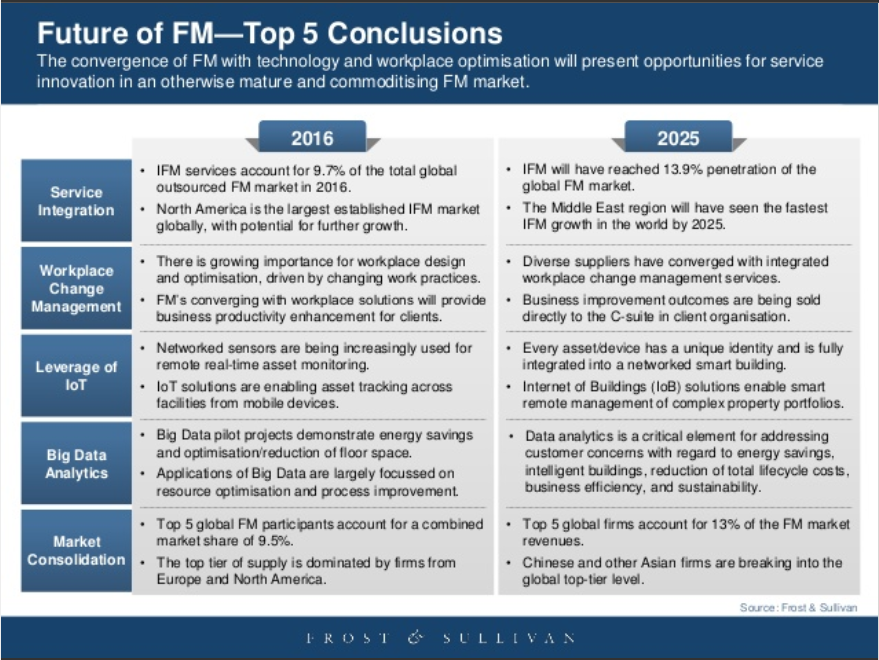 Future of FM—Top 5 Conclusions
The convergence of FM with technology and workplace optimisation will present opportunities for service
innovation in an otherwise mature and commoditising FM market.
2016
2025
Service
Integration
• IFM services account for 9.7% of the total global
outsourced FM market in 2016.
• North America is the largest established IFM market
globally, with potential for further growth.
• IFM will have reached 13.9% penetration of the
global FM market.
• The Middle East region will have seen the fastest
IFM growth in the world by 2025.
Workplace
Change
Management
• There is growing importance for workplace design
and optimisation, driven by changing work practices.
• FM's converging with workplace solutions will provide
business productivity enhancement for clients.
• Diverse suppliers have converged with integrated
workplace change management services.
• Business improvement outcomes are being sold
directly to the C-suite in client organisation.
Leverage of
IoT
• Networked sensors are being increasingly used for
remote real-time asset monitoring.
• IoT solutions are enabling asset tracking across
facilities from mobile devices.
• Every asset/device has a unique identity and is fully
integrated into a networked smart building.
• Internet of Buildings (IoB) solutions enable smart
remote management of complex property portfolios.
Big Data
Analytics
• Big Data pilot projects demonstrate energy savings
and optimisation/reduction of floor space.
• Applications of Big Data are largely focussed on
resource optimisation and process improvement.
• Data analytics is a critical element for addressing
customer concerns with regard to energy savings,
intelligent buildings, reduction of total lifecycle costs,
business efficiency, and sustainability.
Market
Consolidation
• Top 5 global FM participants account for a combined
market share of 9.5%.
• The top tier of supply is dominated by firms from
Europe and North America.
• Top 5 global firms account for 13% of the FM market
revenues.
• Chinese and other Asian firms are breaking into the
global top-tier level.
Source: Frost & Sullivan
FROST & SULLIVAN